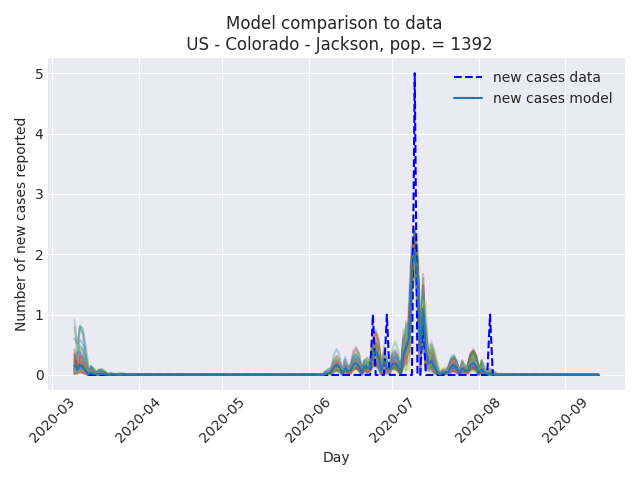 Model comparison to data
US - Colorado - Jackson, pop. = 1392
new cases data
new cases model
Number of new cases reported
5
4
3
2
1
0
2020-03
2020-04
2020-05
2020-06
2020-07
2020-08
2020-09
Day